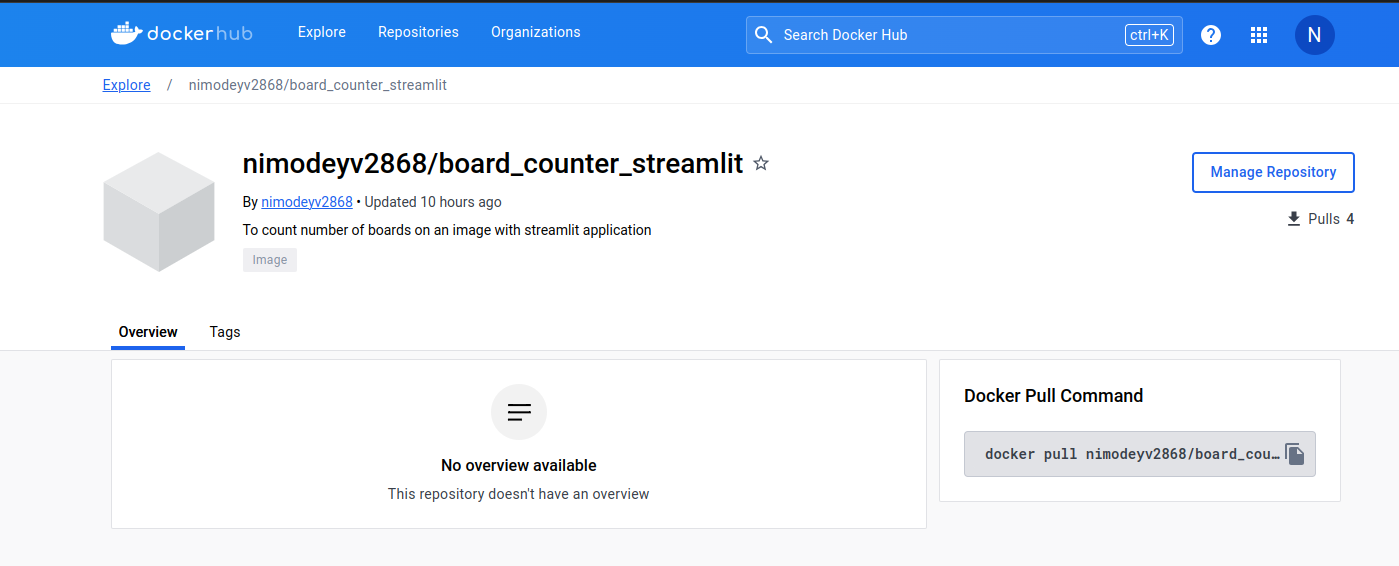 dockerhub Explore Repositories Organizations Search Docker Hub ctrl+K ? N
Explore / nimodeyv2868/board_counter_streamlit
nimodeyv2868/board_counter_streamlit
Manage Repository
By nimodeyv2868 • Updated 10 hours ago
Pulls 4
To count number of boards on an image with streamlit application
Image
Overview Tags
Docker Pull Command
docker pull nimodeyv2868/board_cou…
No overview available
This repository doesn't have an overview